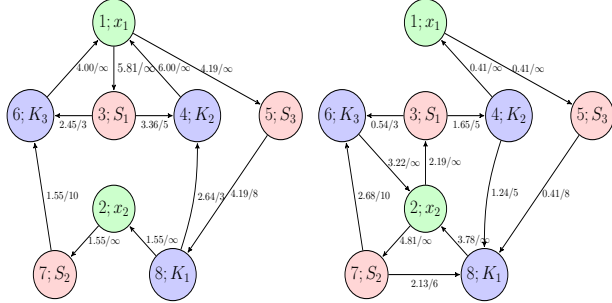 1; x₁
4.00/∞
5.81/∞
6.00/∞
4.19/∞
6; K₃
3; S₁
4; K₂
5; S₃
2.45/3
3.36/5
1.55/10
2; x₂
2.64/3
4.19/8
1.55/∞
1.55/∞
7; S₂
8; K₁
1; x₁
0.41/∞
0.41/∞
6; K₃
3; S₁
4; K₂
5; S₃
0.54/3
1.65/5
3.22/∞
2.19/∞
2.68/10
2; x₂
1.24/5
0.41/8
4.81/∞
3.78/∞
7; S₂
8; K₁
2.13/6